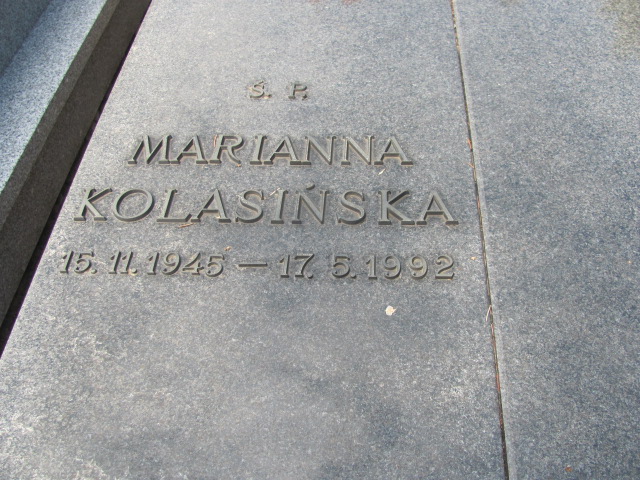 Ś. P.
MARIANNA
KOLASIŃSKA
15. 11. 1945 — 17. 5. 1992